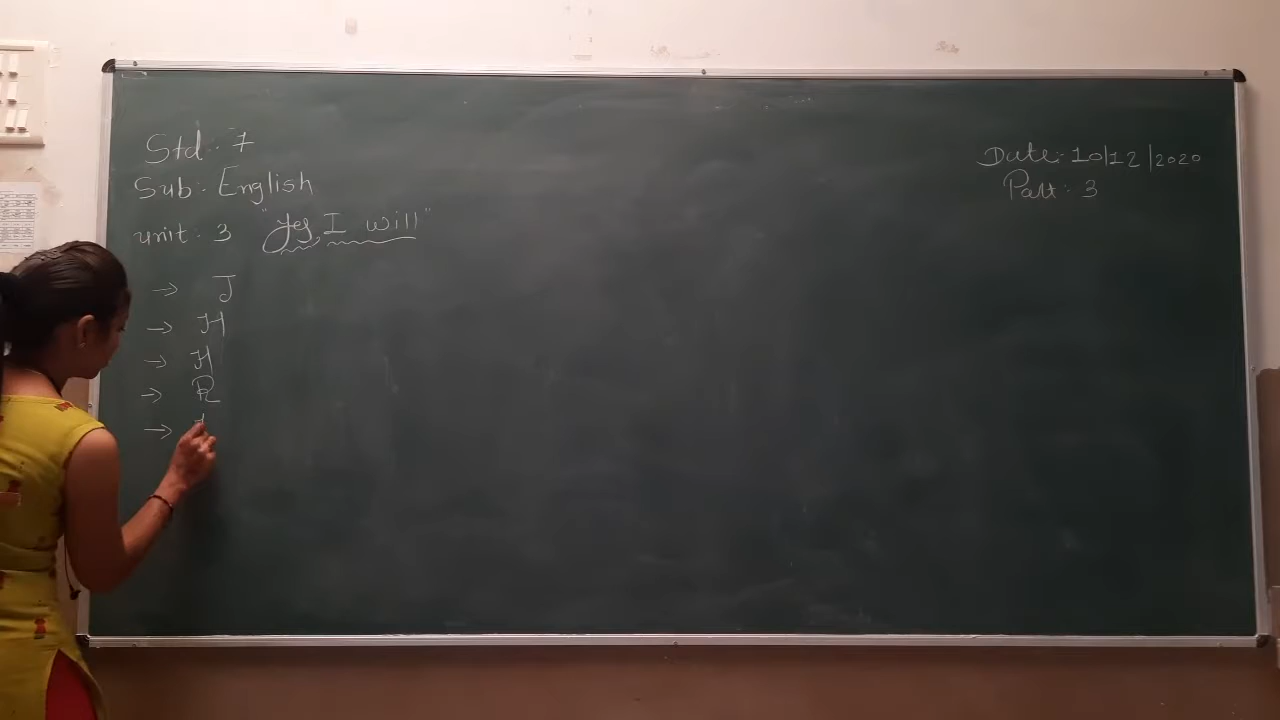 Std :- 7
Sub :- English
unit : 3 "Yes, I will"
→ J
→ H
→ H
→ R
→
Date :- 10/12/2020
Part : 3